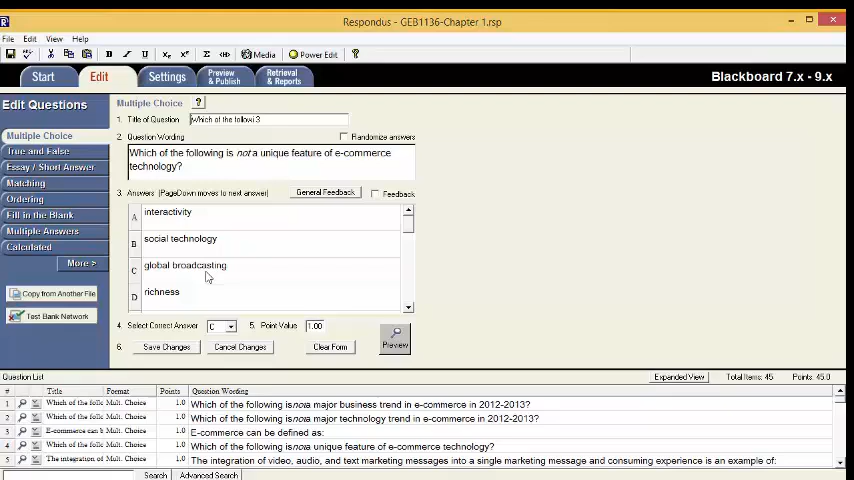 Respondus - GEB1136-Chapter 1.rsp
File Edit View Help
B I U Media Power Edit ?
Start Edit Settings Preview & Publish Retrieval & Reports Blackboard 7.x - 9.x
Edit Questions
Multiple Choice
True and False
Essay / Short Answer
Matching
Ordering
Fill in the Blank
Multiple Answers
Calculated
More >
Copy from Another File
Test Bank Network
Multiple Choice ?
1. Title of Question Which of the followi 3
2. Question Wording Randomize answers
Which of the following is not a unique feature of e-commerce
technology?
3. Answers (PageDown moves to next answer) General Feedback Feedback
A interactivity
B social technology
C global broadcasting
D richness
4. Select Correct Answer C 5. Point Value 1.00
6. Save Changes Cancel Changes Clear Form Preview
Question List Expanded View Total Items: 45 Points: 45.0
# Title Format Points Question Wording
1 Which of the follo Mult. Choice 1.0 Which of the following is not a major business trend in e-commerce in 2012-2013?
2 Which of the follo Mult. Choice 1.0 Which of the following is not a major technology trend in e-commerce in 2012-2013?
3 E-commerce can b Mult. Choice 1.0 E-commerce can be defined as:
4 Which of the follo Mult. Choice 1.0 Which of the following is not a unique feature of e-commerce technology?
5 The integration of Mult. Choice 1.0 The integration of video, audio, and text marketing messages into a single marketing message and consuming experience is an example of:
Search Advanced Search